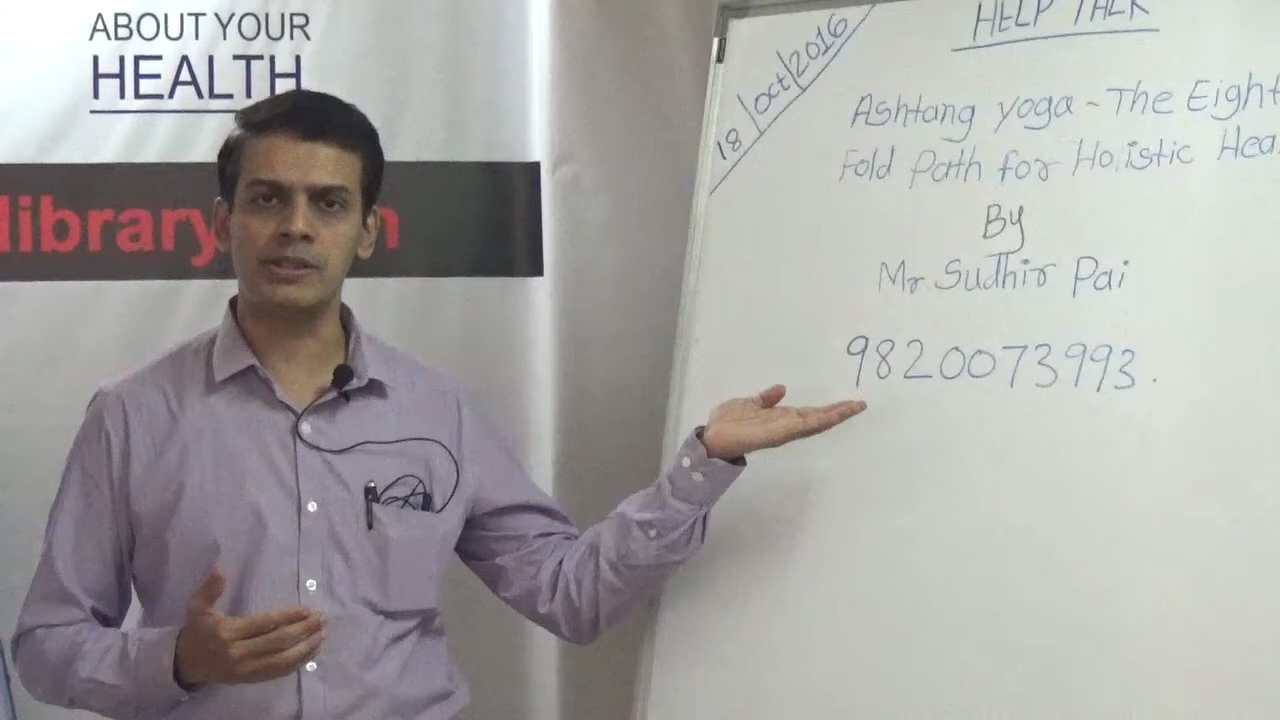 ABOUT YOUR
HEALTH
library
18/Oct/2016
HELP TALK
Ashtang yoga - The Eight
Fold Path for Holistic Hea
By
Mr. Sudhir Pai
9820073993.